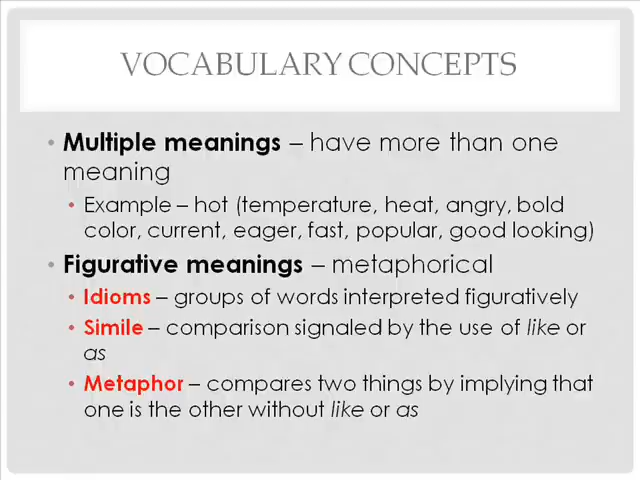 VOCABULARY CONCEPTS
• Multiple meanings – have more than one
meaning
• Example – hot (temperature, heat, angry, bold
color, current, eager, fast, popular, good looking)
• Figurative meanings – metaphorical
• Idioms – groups of words interpreted figuratively
• Simile – comparison signaled by the use of like or
as
• Metaphor – compares two things by implying that
one is the other without like or as